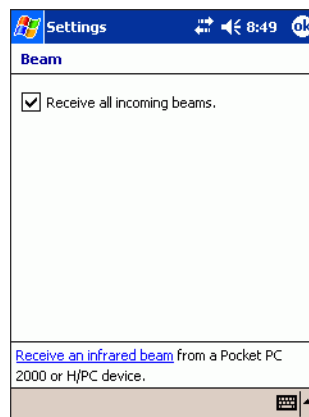 Settings 8:49 ok
Beam
Receive all incoming beams.
Receive an infrared beam from a Pocket PC
2000 or H/PC device.